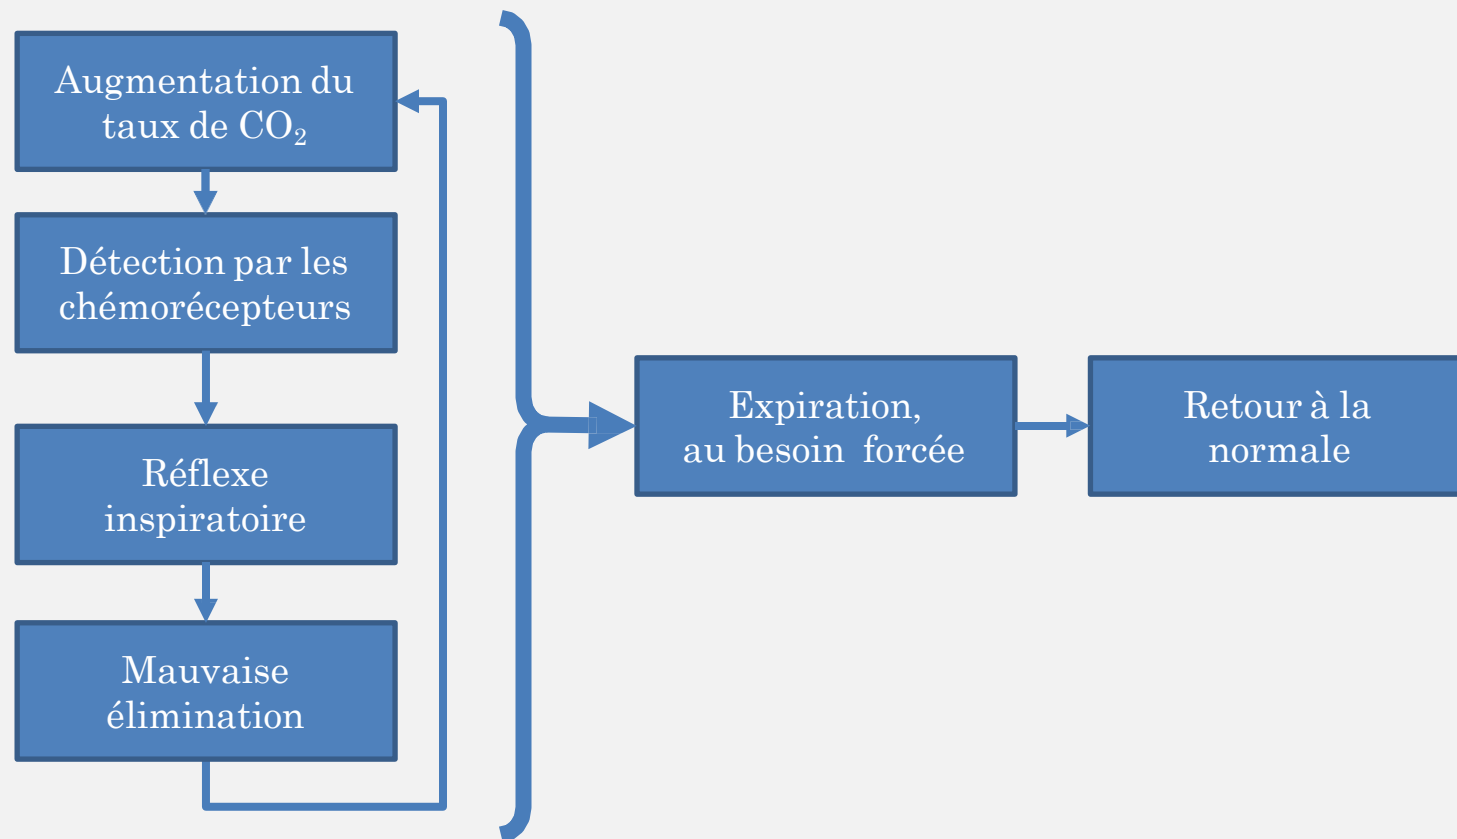 Augmentation du
taux de CO₂
Détection par les
chémorécepteurs
Réflexe
inspiratoire
Mauvaise
élimination
Expiration,
au besoin forcée
Retour à la
normale